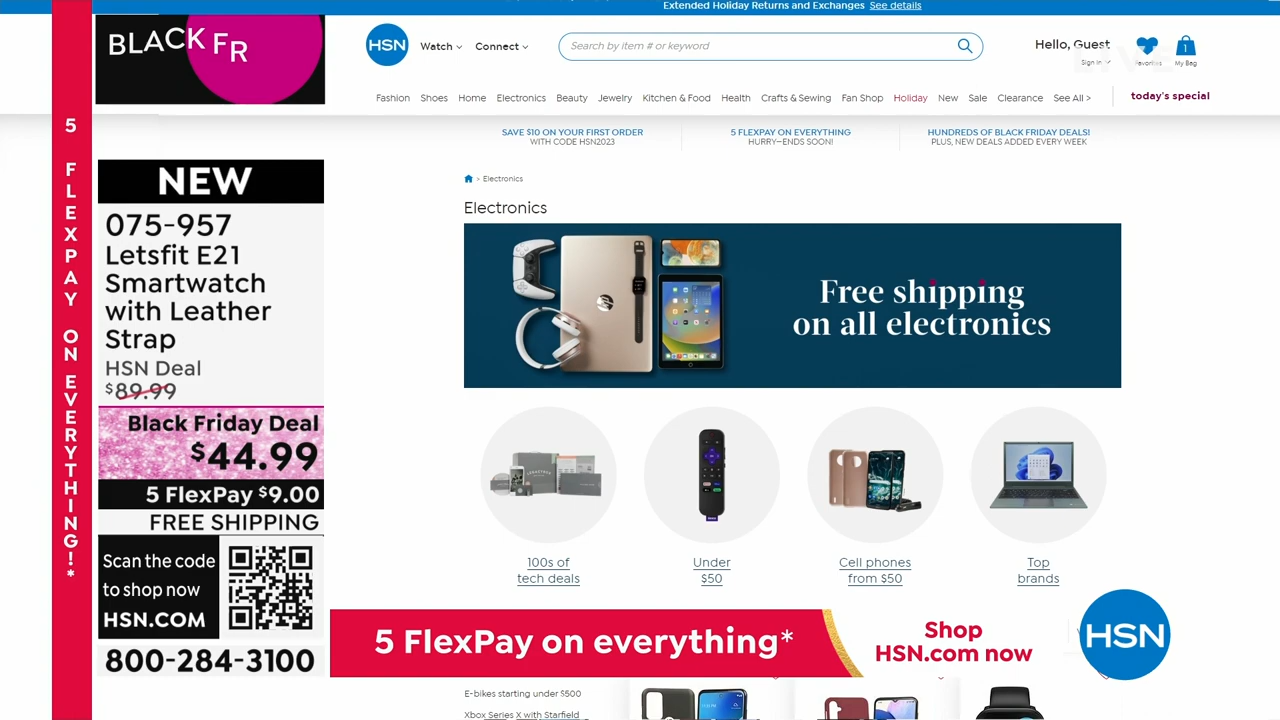 Extended Holiday Returns and Exchanges See details
BLACK FR
HSN
Watch
Connect
Search by item # or keyword
Hello, Guest
Sign In
Favorites
1
My Bag
Fashion Shoes Home Electronics Beauty Jewelry Kitchen & Food Health Crafts & Sewing Fan Shop Holiday New Sale Clearance See All >
today's special
SAVE $10 ON YOUR FIRST ORDER
WITH CODE HSN2023
5 FLEXPAY ON EVERYTHING
HURRY—ENDS SOON!
HUNDREDS OF BLACK FRIDAY DEALS!
PLUS, NEW DEALS ADDED EVERY WEEK
5 FLEXPAY ON EVERYTHING!*
NEW
075-957
Letsfit E21
Smartwatch
with Leather
Strap
HSN Deal
$89.99
Black Friday Deal
$44.99
5 FlexPay $9.00
FREE SHIPPING
Scan the code
to shop now
HSN.COM
800-284-3100
> Electronics
Electronics
Free shipping
on all electronics
100s of
tech deals
Under
$50
Cell phones
from $50
Top
brands
5 FlexPay on everything*
Shop
HSN.com now
HSN
E-bikes starting under $500
Xbox Series X with Starfield